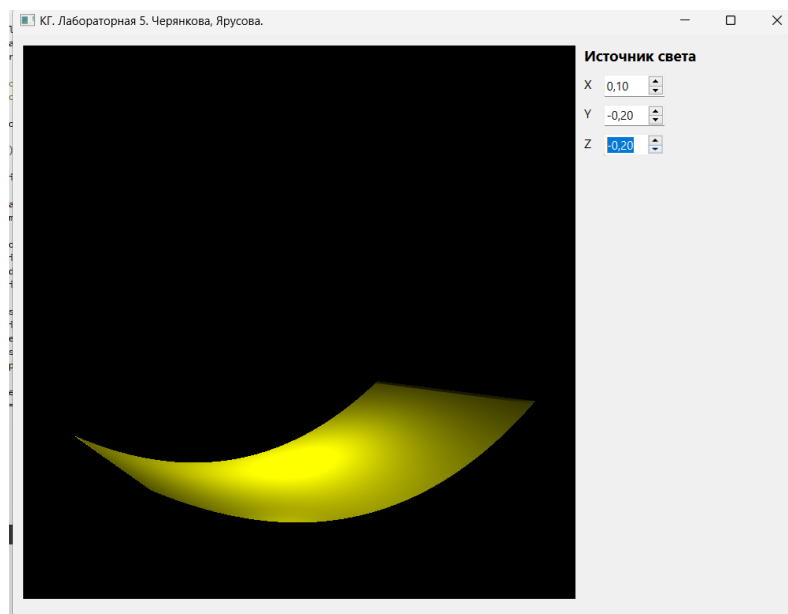 КГ. Лабораторная 5. Черянкова, Ярусова.
Источник света
X 0,10
Y -0,20
Z -0,20